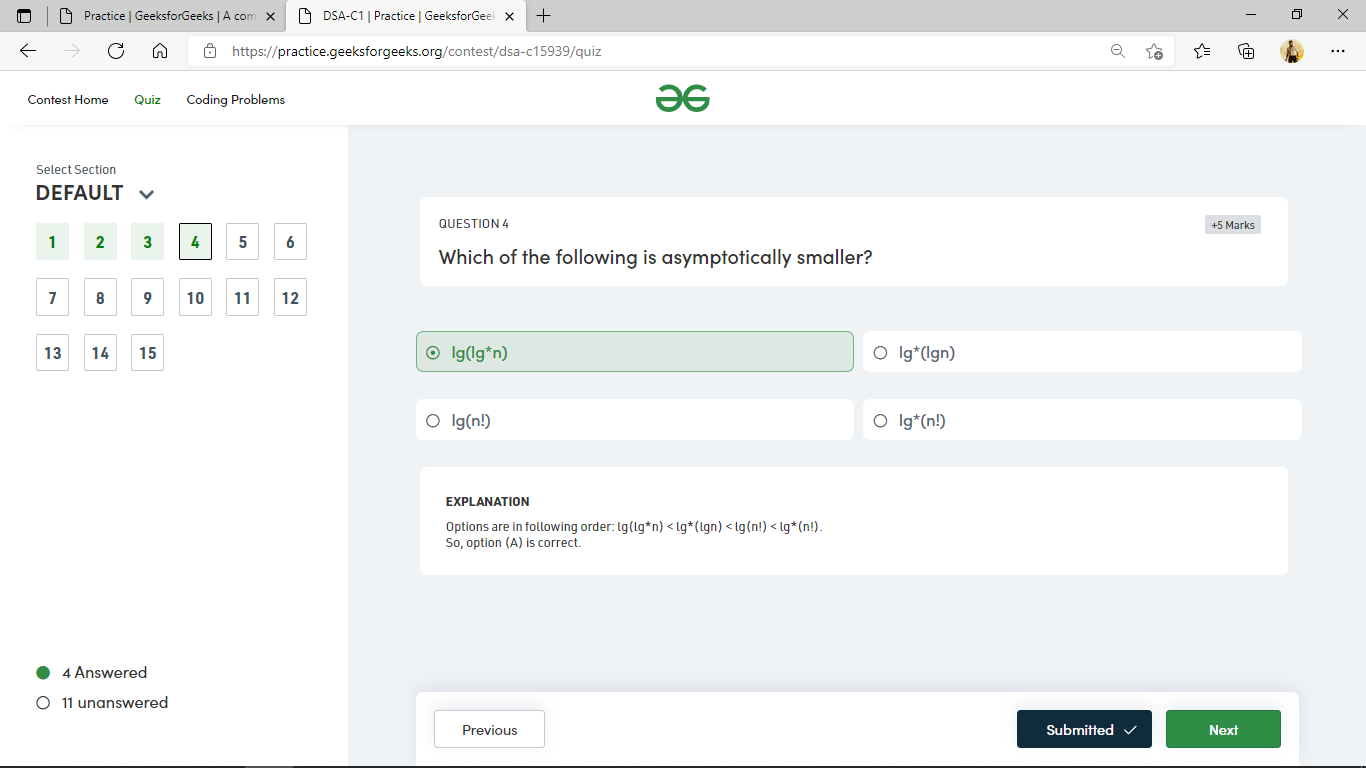 Practice | GeeksforGeeks | A com
DSA-C1 | Practice | GeeksforGeek
https://practice.geeksforgeeks.org/contest/dsa-c15939/quiz
Contest Home Quiz Coding Problems
Select Section
DEFAULT
1 2 3 4 5 6
7 8 9 10 11 12
13 14 15
4 Answered
11 unanswered
QUESTION 4
+5 Marks
Which of the following is asymptotically smaller?
lg(lg*n)
lg*(lgn)
lg(n!)
lg*(n!)
EXPLANATION
Options are in following order: lg(lg*n) < lg*(lgn) < lg(n!) < lg*(n!).
So, option (A) is correct.
Previous
Submitted
Next